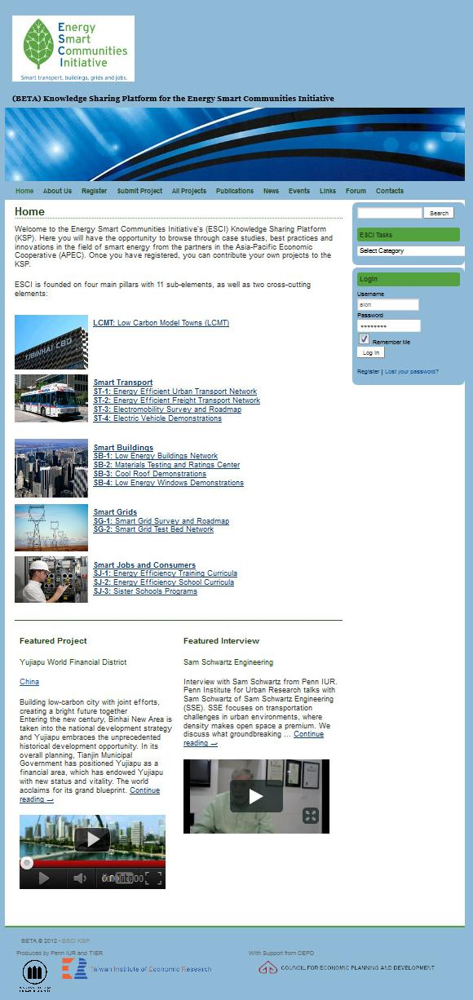 Energy
Smart
Communities
Initiative
Smart transport, buildings, grids and jobs.
(BETA) Knowledge Sharing Platform for the Energy Smart Communities Initiative
Home About Us Register Submit Project All Projects Publications News Events Links Forum Contacts
Home
Welcome to the Energy Smart Communities Initiative's (ESCI) Knowledge Sharing Platform
(KSP). Here you will have the opportunity to browse through case studies, best practices and
innovations in the field of smart energy from the partners in the Asia-Pacific Economic
Cooperative (APEC). Once you have registered, you can contribute your own projects to the
KSP.
ESCI is founded on four main pillars with 11 sub-elements, as well as two cross-cutting
elements:
TJBINHAI-CBD
LCMT: Low Carbon Model Towns (LCMT)
Smart Transport
ST-1: Energy Efficient Urban Transport Network
ST-2: Energy Efficient Freight Transport Network
ST-3: Electromobility Survey and Roadmap
ST-4: Electric Vehicle Demonstrations
Smart Buildings
SB-1: Low Energy Buildings Network
SB-2: Materials Testing and Ratings Center
SB-3: Cool Roof Demonstrations
SB-4: Low Energy Windows Demonstrations
Smart Grids
SG-1: Smart Grid Survey and Roadmap
SG-2: Smart Grid Test Bed Network
Smart Jobs and Consumers
SJ-1: Energy Efficiency Training Curricula
SJ-2: Energy Efficiency School Curricula
SJ-3: Sister Schools Programs
Search
ESCI Tasks
Select Category
Login
Username
alon
Password
••••••••
Remember Me
Log In
Register | Lost your password?
Featured Project
Yujiapu World Financial District
China
Building low-carbon city with joint efforts,
creating a bright future together
Entering the new century, Binhai New Area is
taken into the national development strategy
and Yujiapu embraces the unprecedented
historical development opportunity. In its
overall planning, Tianjin Municipal
Government has positioned Yujiapu as a
financial area, which has endowed Yujiapu
with new status and vitality. The world
acclaims for its grand blueprint. Continue
reading →
Featured Interview
Sam Schwartz Engineering
Interview with Sam Schwartz from Penn IUR.
Penn Institute for Urban Research talks with
Sam Schwartz of Sam Schwartz Engineering
(SSE). SSE focuses on transportation
challenges in urban environments, where
density makes open space a premium. We
discuss what groundbreaking ... Continue
reading →
BETA © 2012 - ESCI KSP
Produced by Penn IUR and TIER
Taiwan Institute of Economic Research
With Support from CEPD
COUNCIL FOR ECONOMIC PLANNING AND DEVELOPMENT